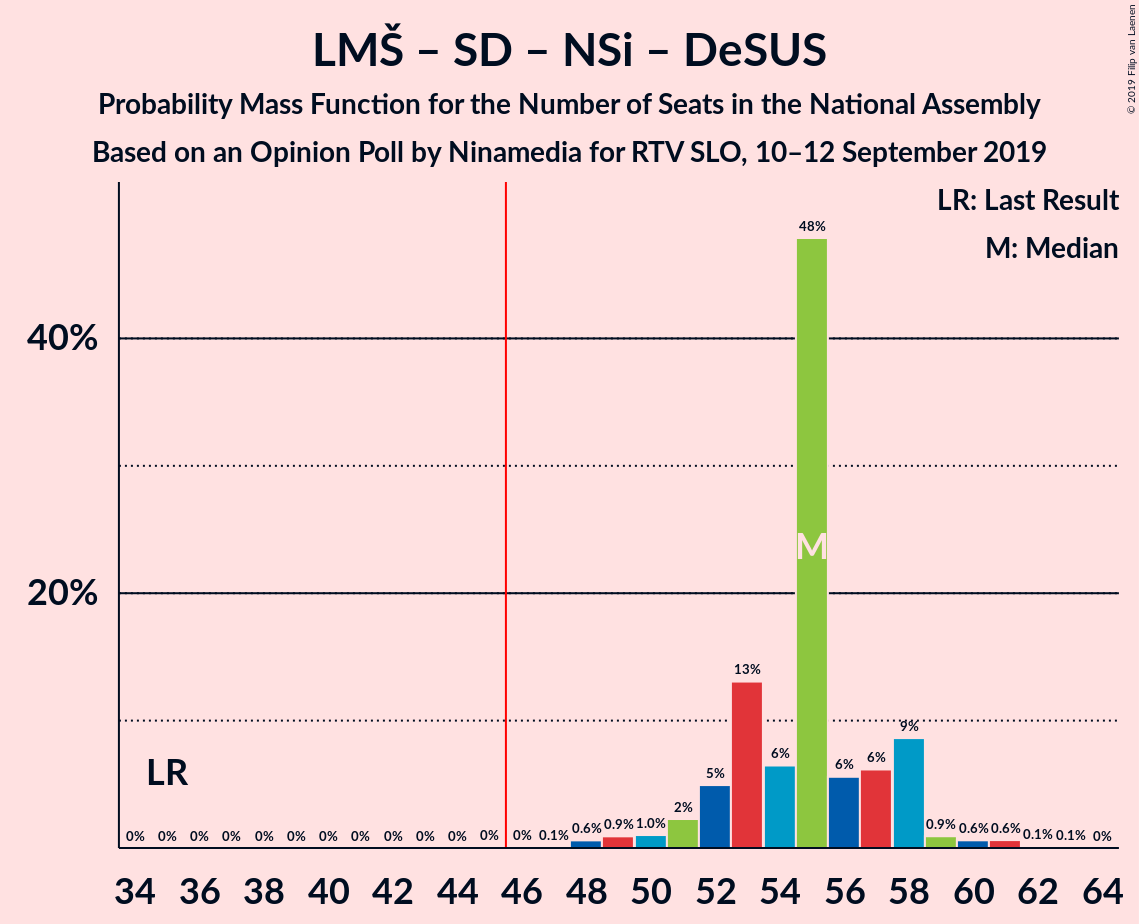 LMŠ – SD – NSi – DeSUS
Probability Mass Function for the Number of Seats in the National Assembly
Based on an Opinion Poll by Ninamedia for RTV SLO, 10–12 September 2019
© 2019 Filip van Laenen
LR: Last Result
M: Median
40%
20%
LR
M
0% 0% 0% 0% 0% 0% 0% 0% 0% 0% 0% 0% 0% 0.1% 0.6% 0.9% 1.0% 2% 5% 13% 6% 48% 6% 6% 9% 0.9% 0.6% 0.6% 0.1% 0.1% 0%
34 36 38 40 42 44 46 48 50 52 54 56 58 60 62 64